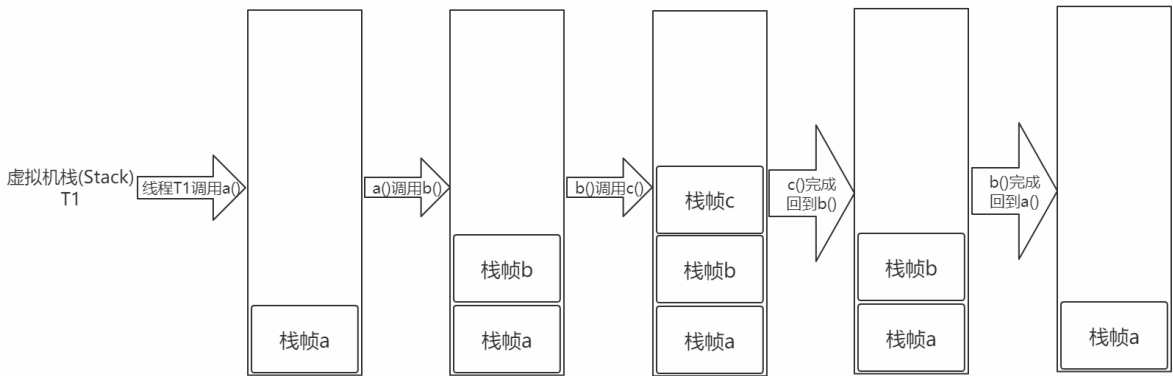 虚拟机栈(Stack)
T1
线程T1调用a()
栈帧a
a()调用b()
栈帧b
栈帧a
b()调用c()
栈帧c
栈帧b
栈帧a
c()完成
回到b()
栈帧b
栈帧a
b()完成
回到a()
栈帧a